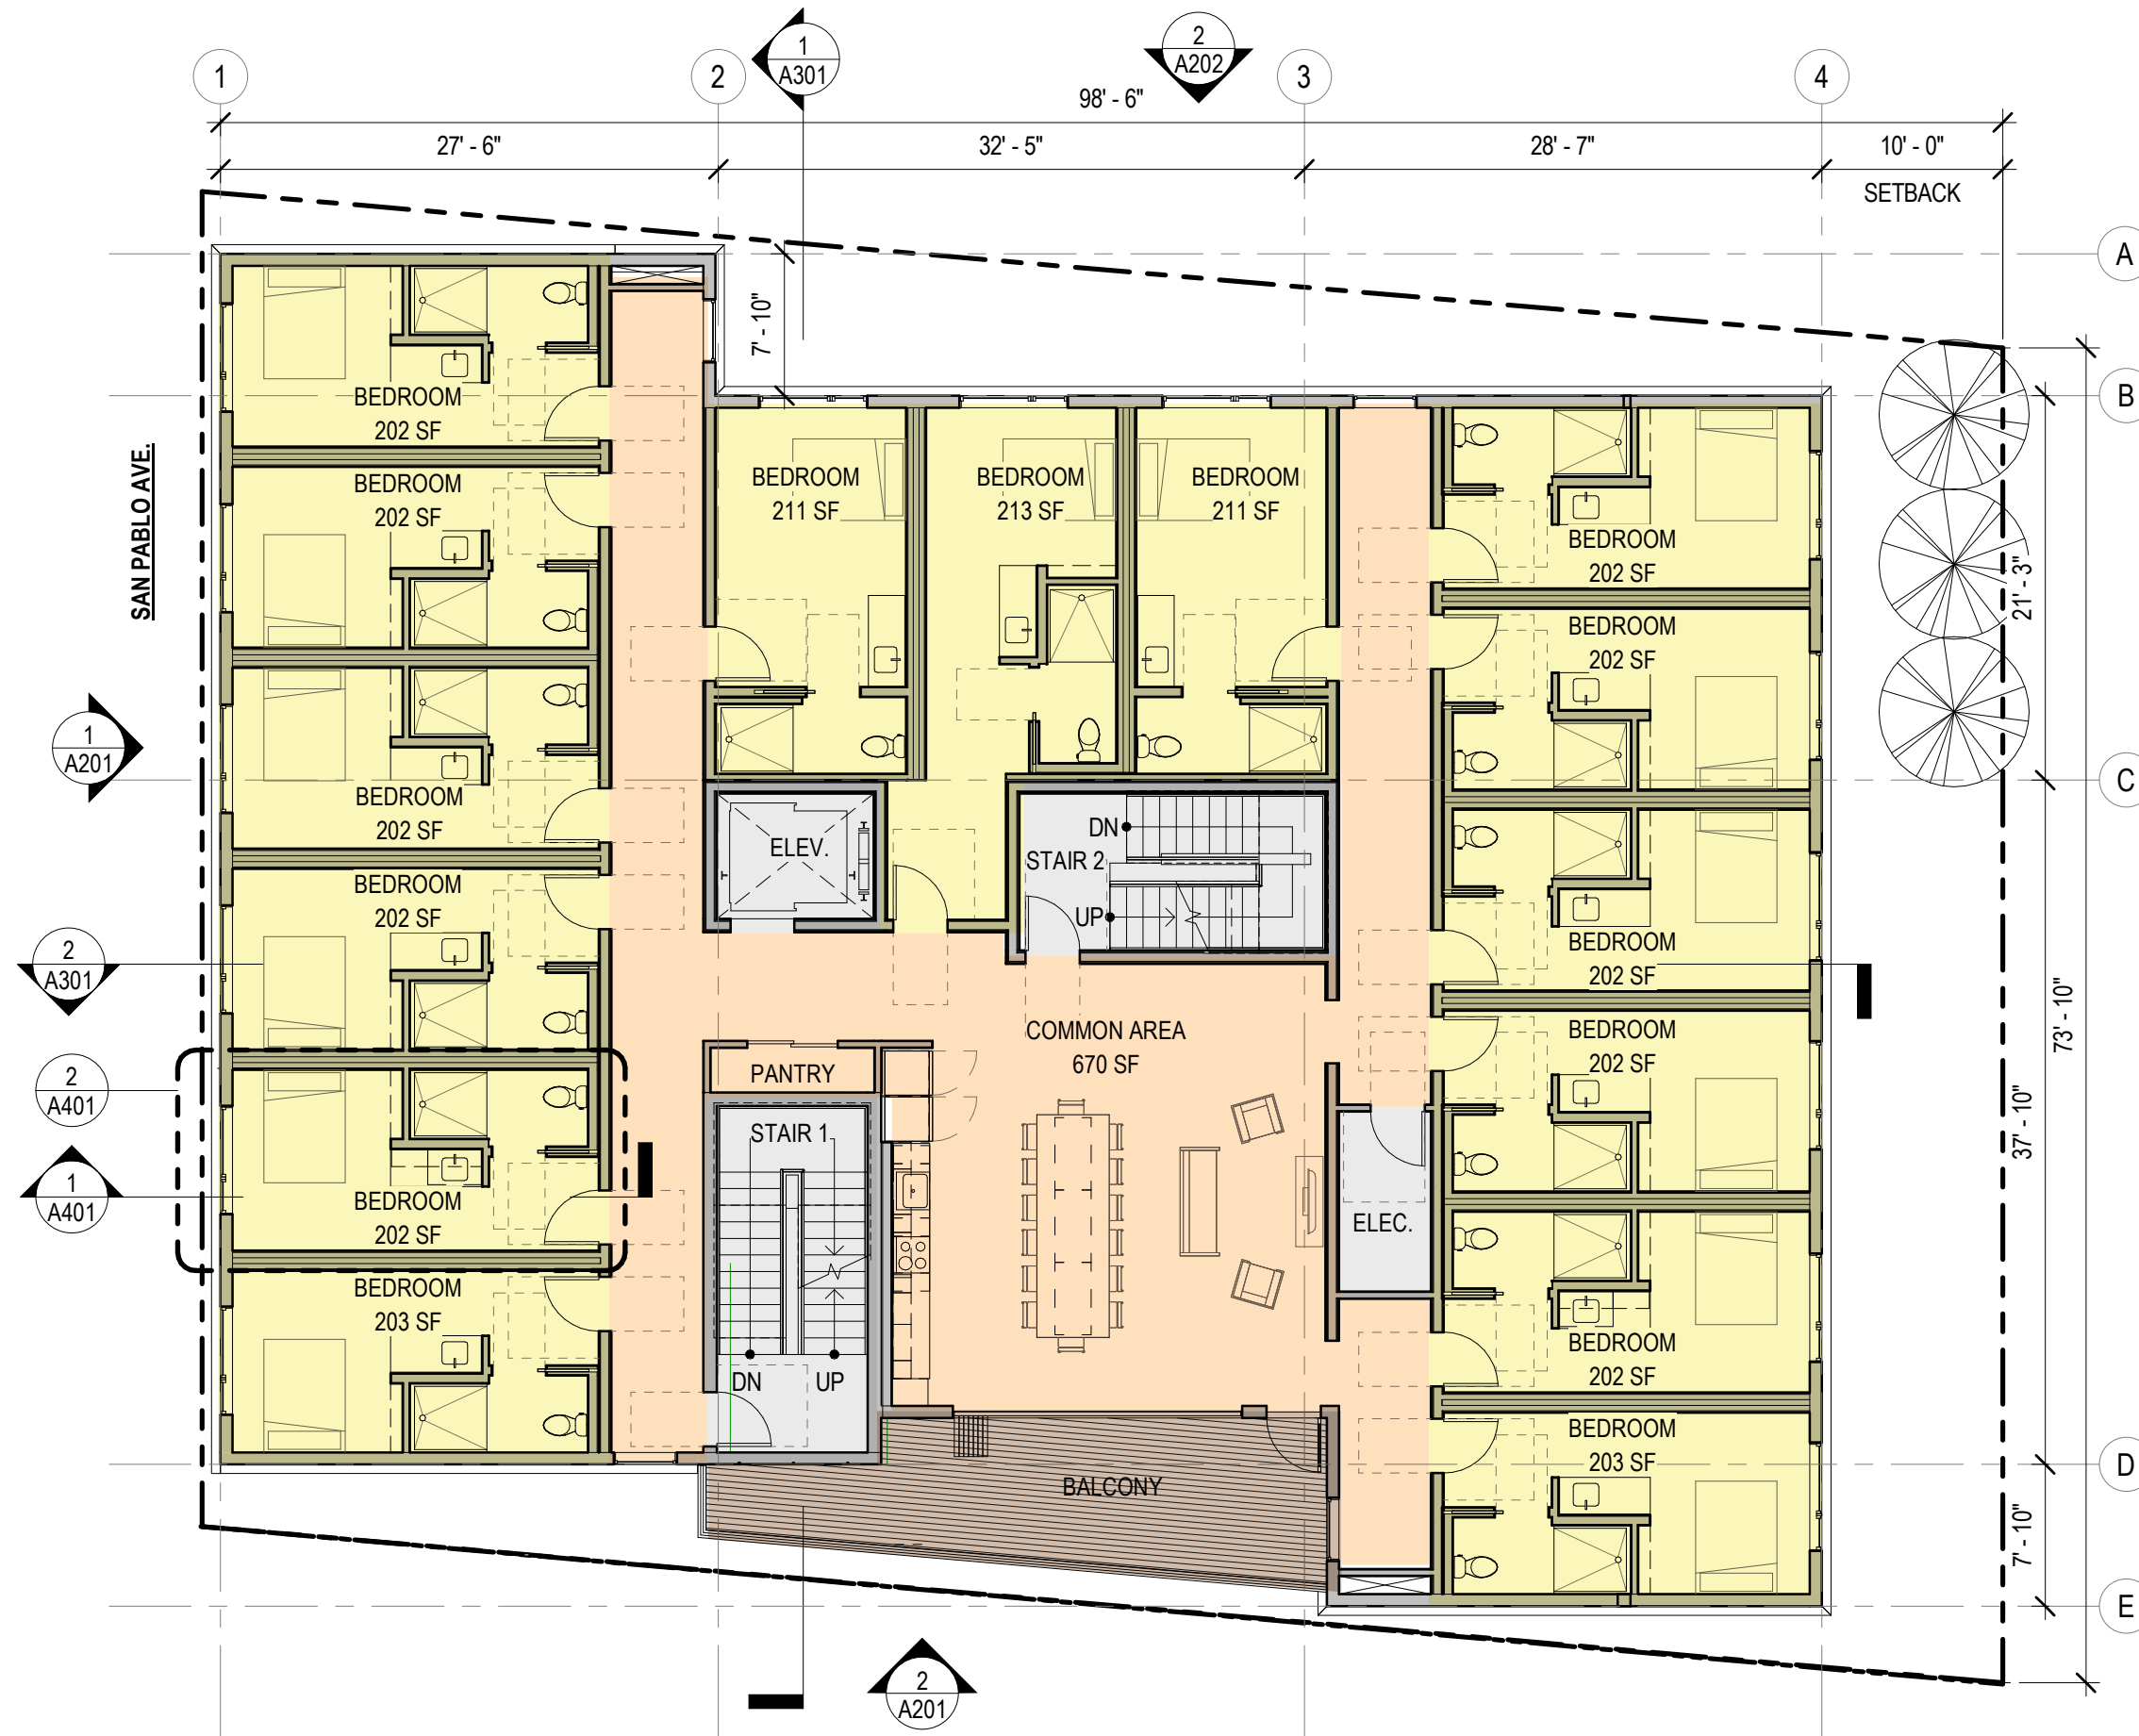 1
2
3
4
1
A301
2
A202
98' - 6"
27' - 6"
32' - 5"
28' - 7"
10' - 0"
SETBACK
A
B
C
D
E
7' - 10"
21' - 3"
73' - 10"
37' - 10"
7' - 10"
SAN PABLO AVE.
1
A201
2
A301
2
A401
1
A401
2
A201
BEDROOM
202 SF
BEDROOM
202 SF
BEDROOM
202 SF
BEDROOM
202 SF
BEDROOM
202 SF
BEDROOM
203 SF
BEDROOM
211 SF
BEDROOM
213 SF
BEDROOM
211 SF
BEDROOM
202 SF
BEDROOM
202 SF
BEDROOM
202 SF
BEDROOM
202 SF
BEDROOM
202 SF
BEDROOM
203 SF
ELEV.
DN
STAIR 2
UP
COMMON AREA
670 SF
PANTRY
STAIR 1
DN
UP
ELEC.
BALCONY